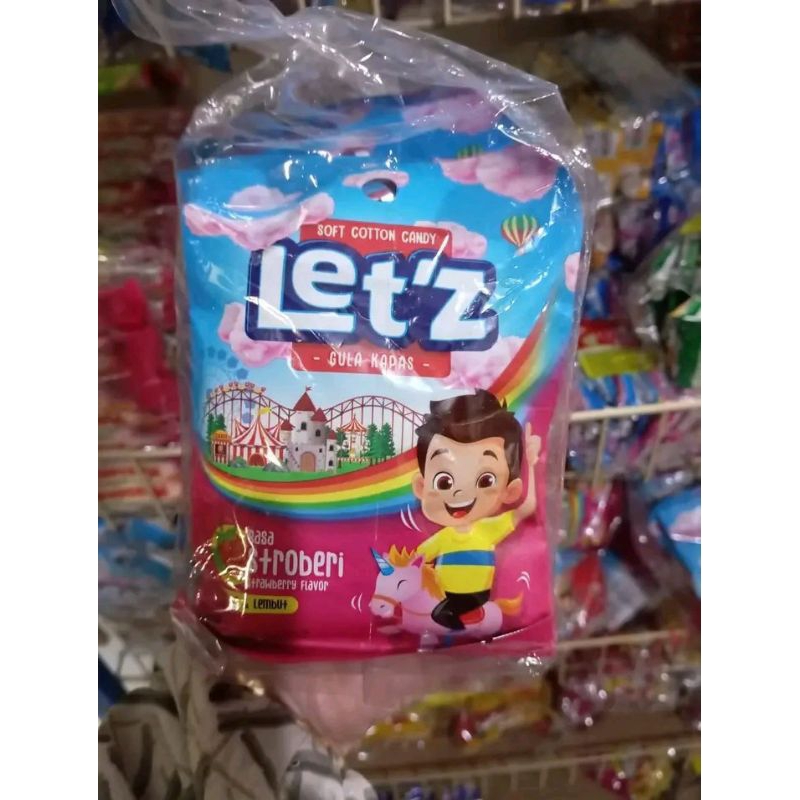 SOFT COTTON CANDY
Let'z
- GULA KAPAS -
Rasa
Stroberi
Strawberry Flavor
Lembut